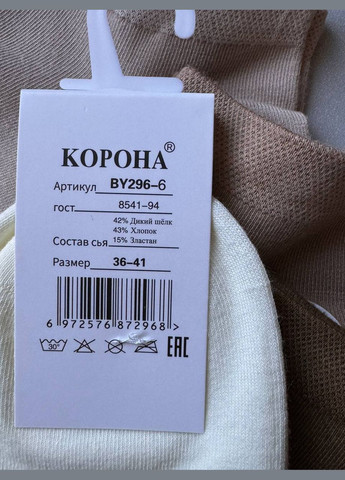 КОРОНА®
Артикул BY296-6
гост 8541-94
42% Дикий шёлк
43% Хлопок
Состав сья 15% Зластан
Размер 36-41
6 972576 872968 >
30° EAC